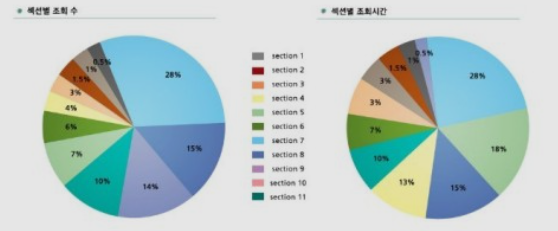 섹션별 조회 수
28%
15%
14%
10%
7%
6%
4%
3%
1.5%
1%
0.5%
section 1
section 2
section 3
section 4
section 5
section 6
section 7
section 8
section 9
section 10
section 11
섹션별 조회시간
28%
18%
15%
13%
10%
7%
3%
3%
1.5%
1%
0.5%